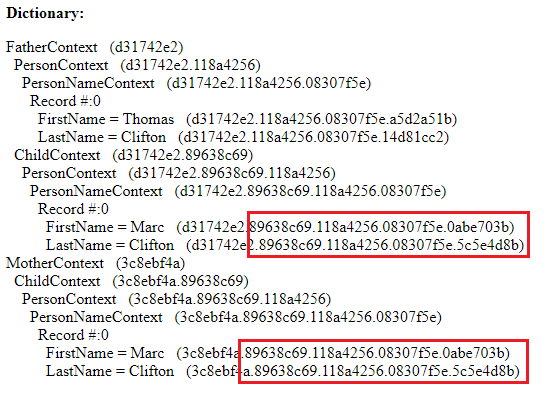 Dictionary:
FatherContext (d31742e2)
PersonContext (d31742e2.118a4256)
PersonNameContext (d31742e2.118a4256.08307f5e)
Record #:0
FirstName = Thomas (d31742e2.118a4256.08307f5e.a5d2a51b)
LastName = Clifton (d31742e2.118a4256.08307f5e.14d81cc2)
ChildContext (d31742e2.89638c69)
PersonContext (d31742e2.89638c69.118a4256)
PersonNameContext (d31742e2.89638c69.118a4256.08307f5e)
Record #:0
FirstName = Marc (d31742e2.89638c69.118a4256.08307f5e.0abe703b)
LastName = Clifton (d31742e2.89638c69.118a4256.08307f5e.5c5e4d8b)
MotherContext (3c8ebf4a)
ChildContext (3c8ebf4a.89638c69)
PersonContext (3c8ebf4a.89638c69.118a4256)
PersonNameContext (3c8ebf4a.89638c69.118a4256.08307f5e)
Record #:0
FirstName = Marc (3c8ebf4a.89638c69.118a4256.08307f5e.0abe703b)
LastName = Clifton (3c8ebf4a.89638c69.118a4256.08307f5e.5c5e4d8b)